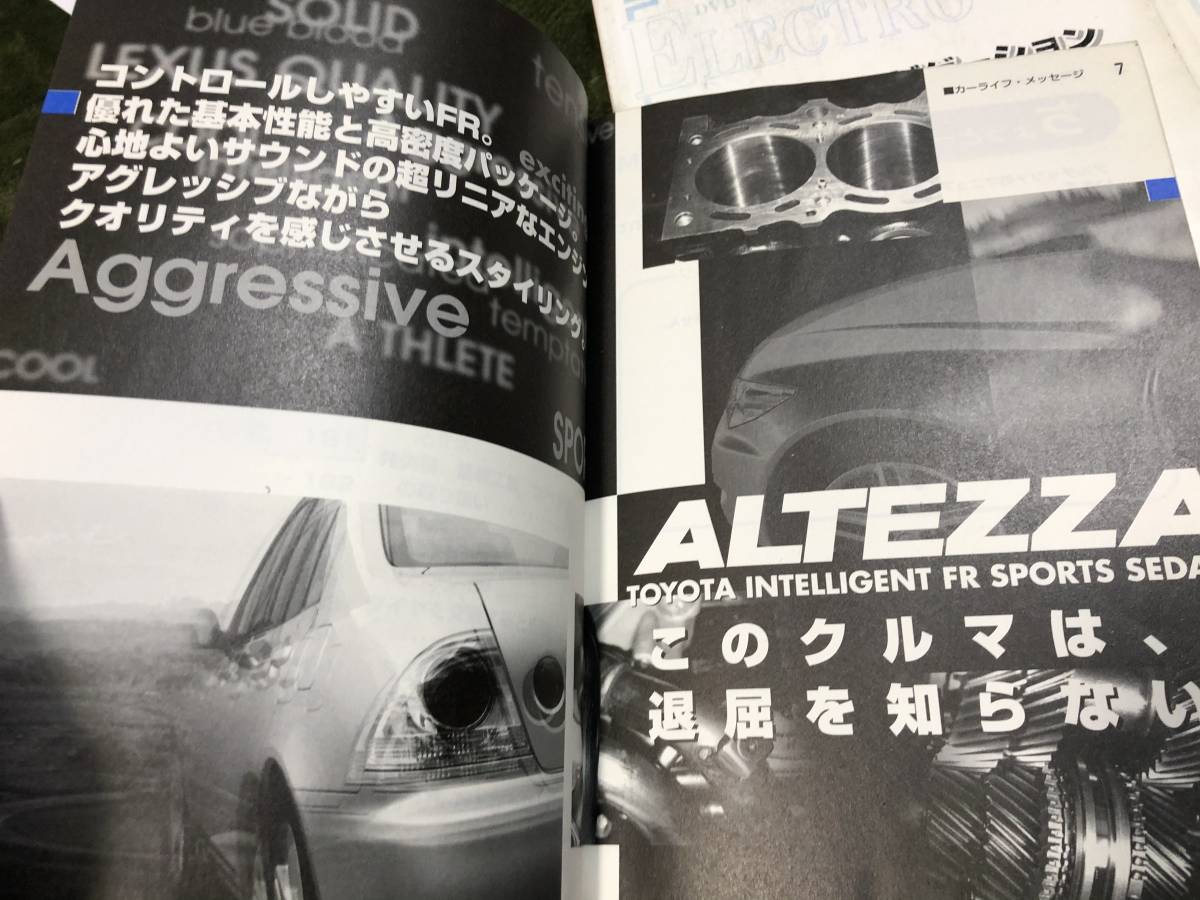 SOLID
blue blood
LEXUS QUALITY
コントロールしやすいFR。
優れた基本性能と高密度パッケージ。
心地よいサウンドの超リニアなエンジン
アグレッシブながら
クオリティを感じさせるスタイリング。
exciting
Aggressive
ATHLETE
COOL
SPO
ELECTRO
■カーライフ・メッセージ 7
ALTEZZA
TOYOTA INTELLIGENT FR SPORTS SEDA
このクルマは、
退屈を知らない